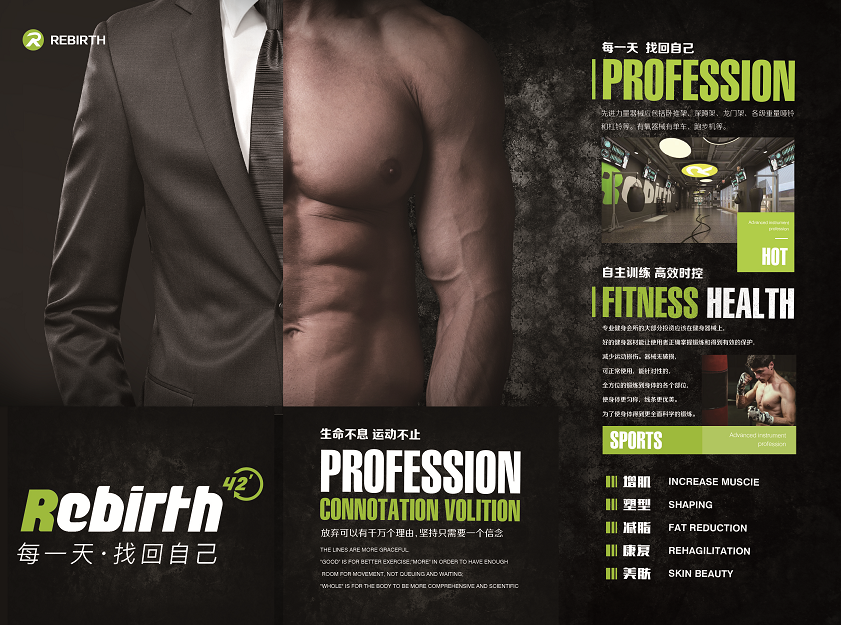 REBIRTH
每一天 找回自己
PROFESSION
先进力量器械应包括卧推架、深蹲架、龙门架、各级重量哑铃
和杠铃等。有氧器械有单车、跑步机等。
Rebirth
Advanced instrument
profession
HOT
自主训练 高效时控
FITNESS HEALTH
专业健身会所的大部分投资应该在健身器械上，
好的健身器材能让使用者正确掌握锻炼和得到有效的保护，
减少运动损伤。器械无破损，
可正常使用，能针对性的，
全方位的锻炼到身体的各个部位，
使身体更匀称，线条更优美。
为了使身体得到更全面科学的锻炼。
SPORTS
Advanced instrument
profession
增肌 INCREASE MUSCIE
塑型 SHAPING
减脂 FAT REDUCTION
康复 REHAGILITATION
美肤 SKIN BEAUTY
Rebirth 42'
每一天·找回自己
生命不息 运动不止
PROFESSION
CONNOTATION VOLITION
放弃可以有千万个理由,坚持只需要一个信念
THE LINES ARE MORE GRACEFUL.
"GOOD" IS FOR BETTER EXERCISE;"MORE" IN ORDER TO HAVE ENOUGH
ROOM FOR MOVEMENT, NOT QUEUING AND WAITING;
"WHOLE" IS FOR THE BODY TO BE MORE COMPREHENSIVE AND SCIENTIFIC